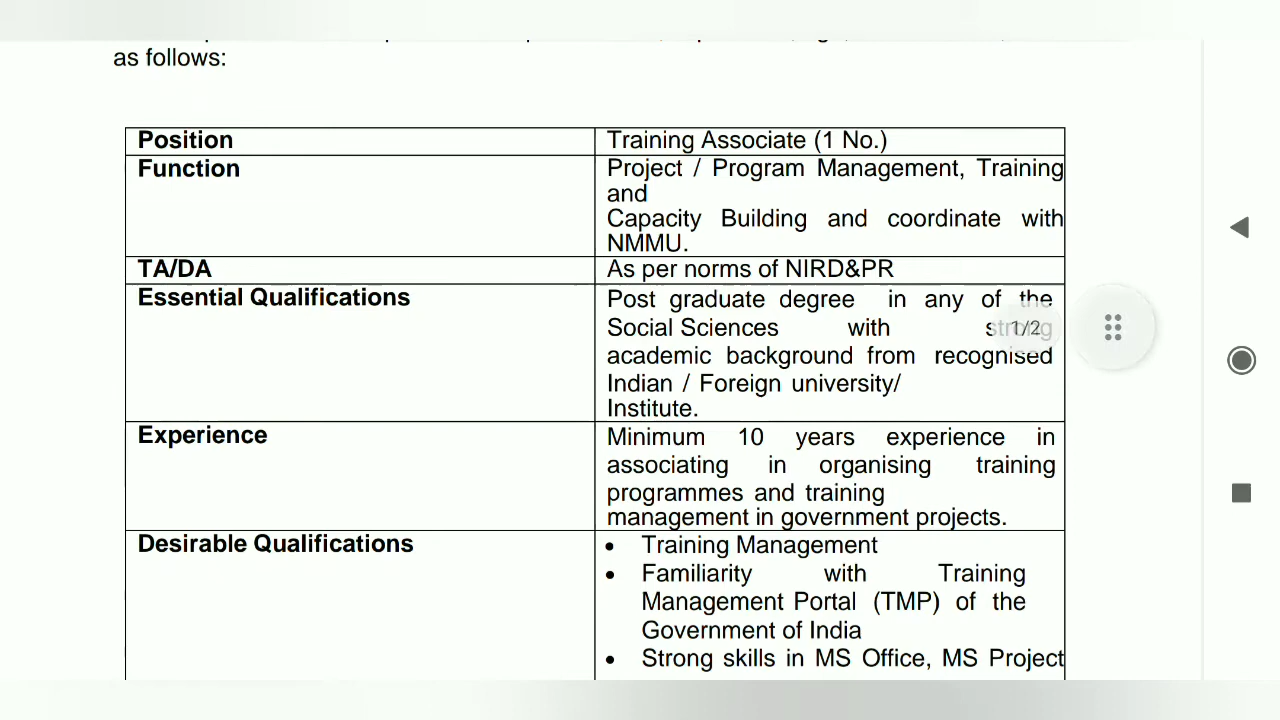 as follows:
Position
Training Associate (1 No.)
Function
Project / Program Management, Training
and
Capacity Building and coordinate with
NMMU.
TA/DA
As per norms of NIRD&PR
Essential Qualifications
Post graduate degree in any of the
Social Sciences with strong
1/2
academic background from recognised
Indian / Foreign university/
Institute.
Experience
Minimum 10 years experience in
associating in organising training
programmes and training
management in government projects.
Desirable Qualifications
• Training Management
• Familiarity with Training
Management Portal (TMP) of the
Government of India
• Strong skills in MS Office, MS Project